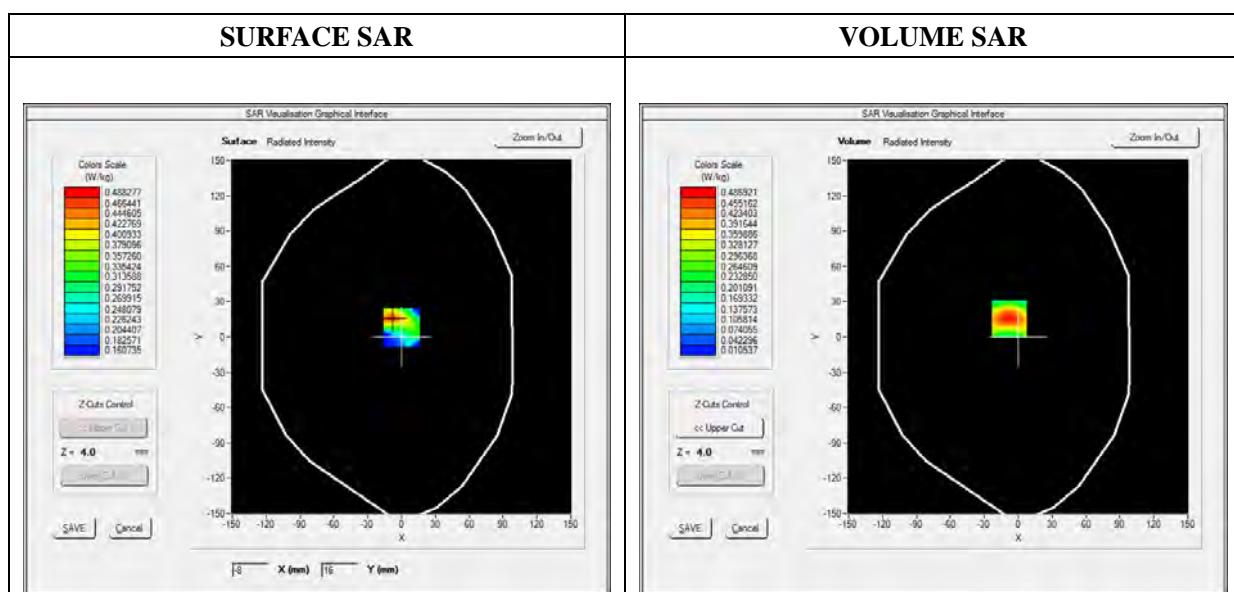 SURFACE SAR
VOLUME SAR
SAR Visualisation Graphical Interface
Surface Radiated Intensity
Zoom In/Out
Colors Scale
(W/kg)
0.488277
0.466441
0.444605
0.422769
0.400933
0.379096
0.357260
0.335424
0.313588
0.291752
0.269915
0.248079
0.226243
0.204407
0.182571
0.160735
Z-Cuts Control
<< Upper Cut
Z = 4.0 mm
SAVE Cancel
150
120
90
60
30
0
-30
-60
-90
-120
-150
Y
-150 -120 -90 -60 -30 0 30 60 90 120 150
X
-8 X (mm) 16 Y (mm)
SAR Visualisation Graphical Interface
Volume Radiated Intensity
Zoom In/Out
Colors Scale
(W/kg)
0.486921
0.455162
0.423403
0.391644
0.359886
0.328127
0.296368
0.264609
0.232850
0.201091
0.169332
0.137573
0.105814
0.074055
0.042296
0.010537
Z-Cuts Control
<< Upper Cut
Z = 4.0 mm
SAVE Cancel
150
120
90
60
30
0
-30
-60
-90
-120
-150
Y
-150 -120 -90 -60 -30 0 30 60 90 120 150
X